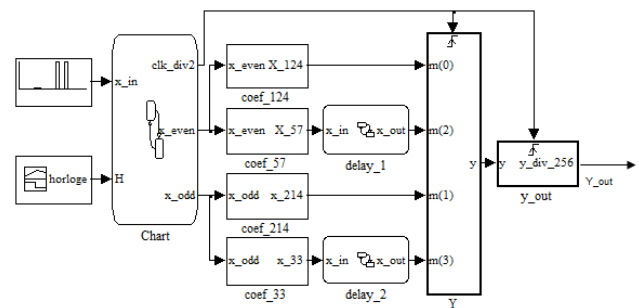 clk_div2
x_in
x_even
H
x_odd
Chart
horloge
x_even X_124
coef_124
x_even X_57
coef_57
x_in x_out
delay_1
x_odd x_214
coef_214
x_odd x_33
coef_33
x_in x_out
delay_2
m(0)
m(2)
m(1)
m(3)
y
Y
y y_div_256
y_out
Y_out